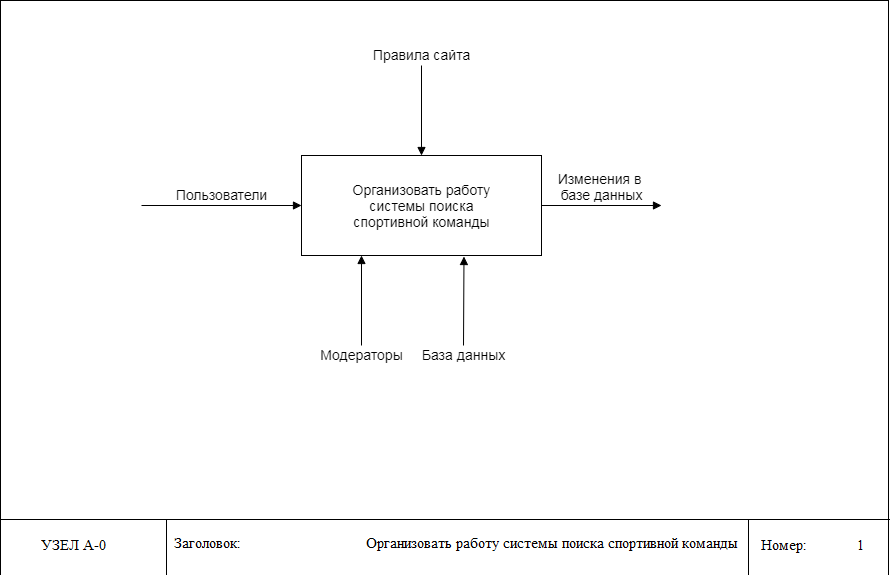 Правила сайта
Пользователи
Организовать работу
системы поиска
спортивной команды
Изменения в
базе данных
Модераторы
База данных
УЗЕЛ А-0
Заголовок:
Организовать работу системы поиска спортивной команды
Номер:
1